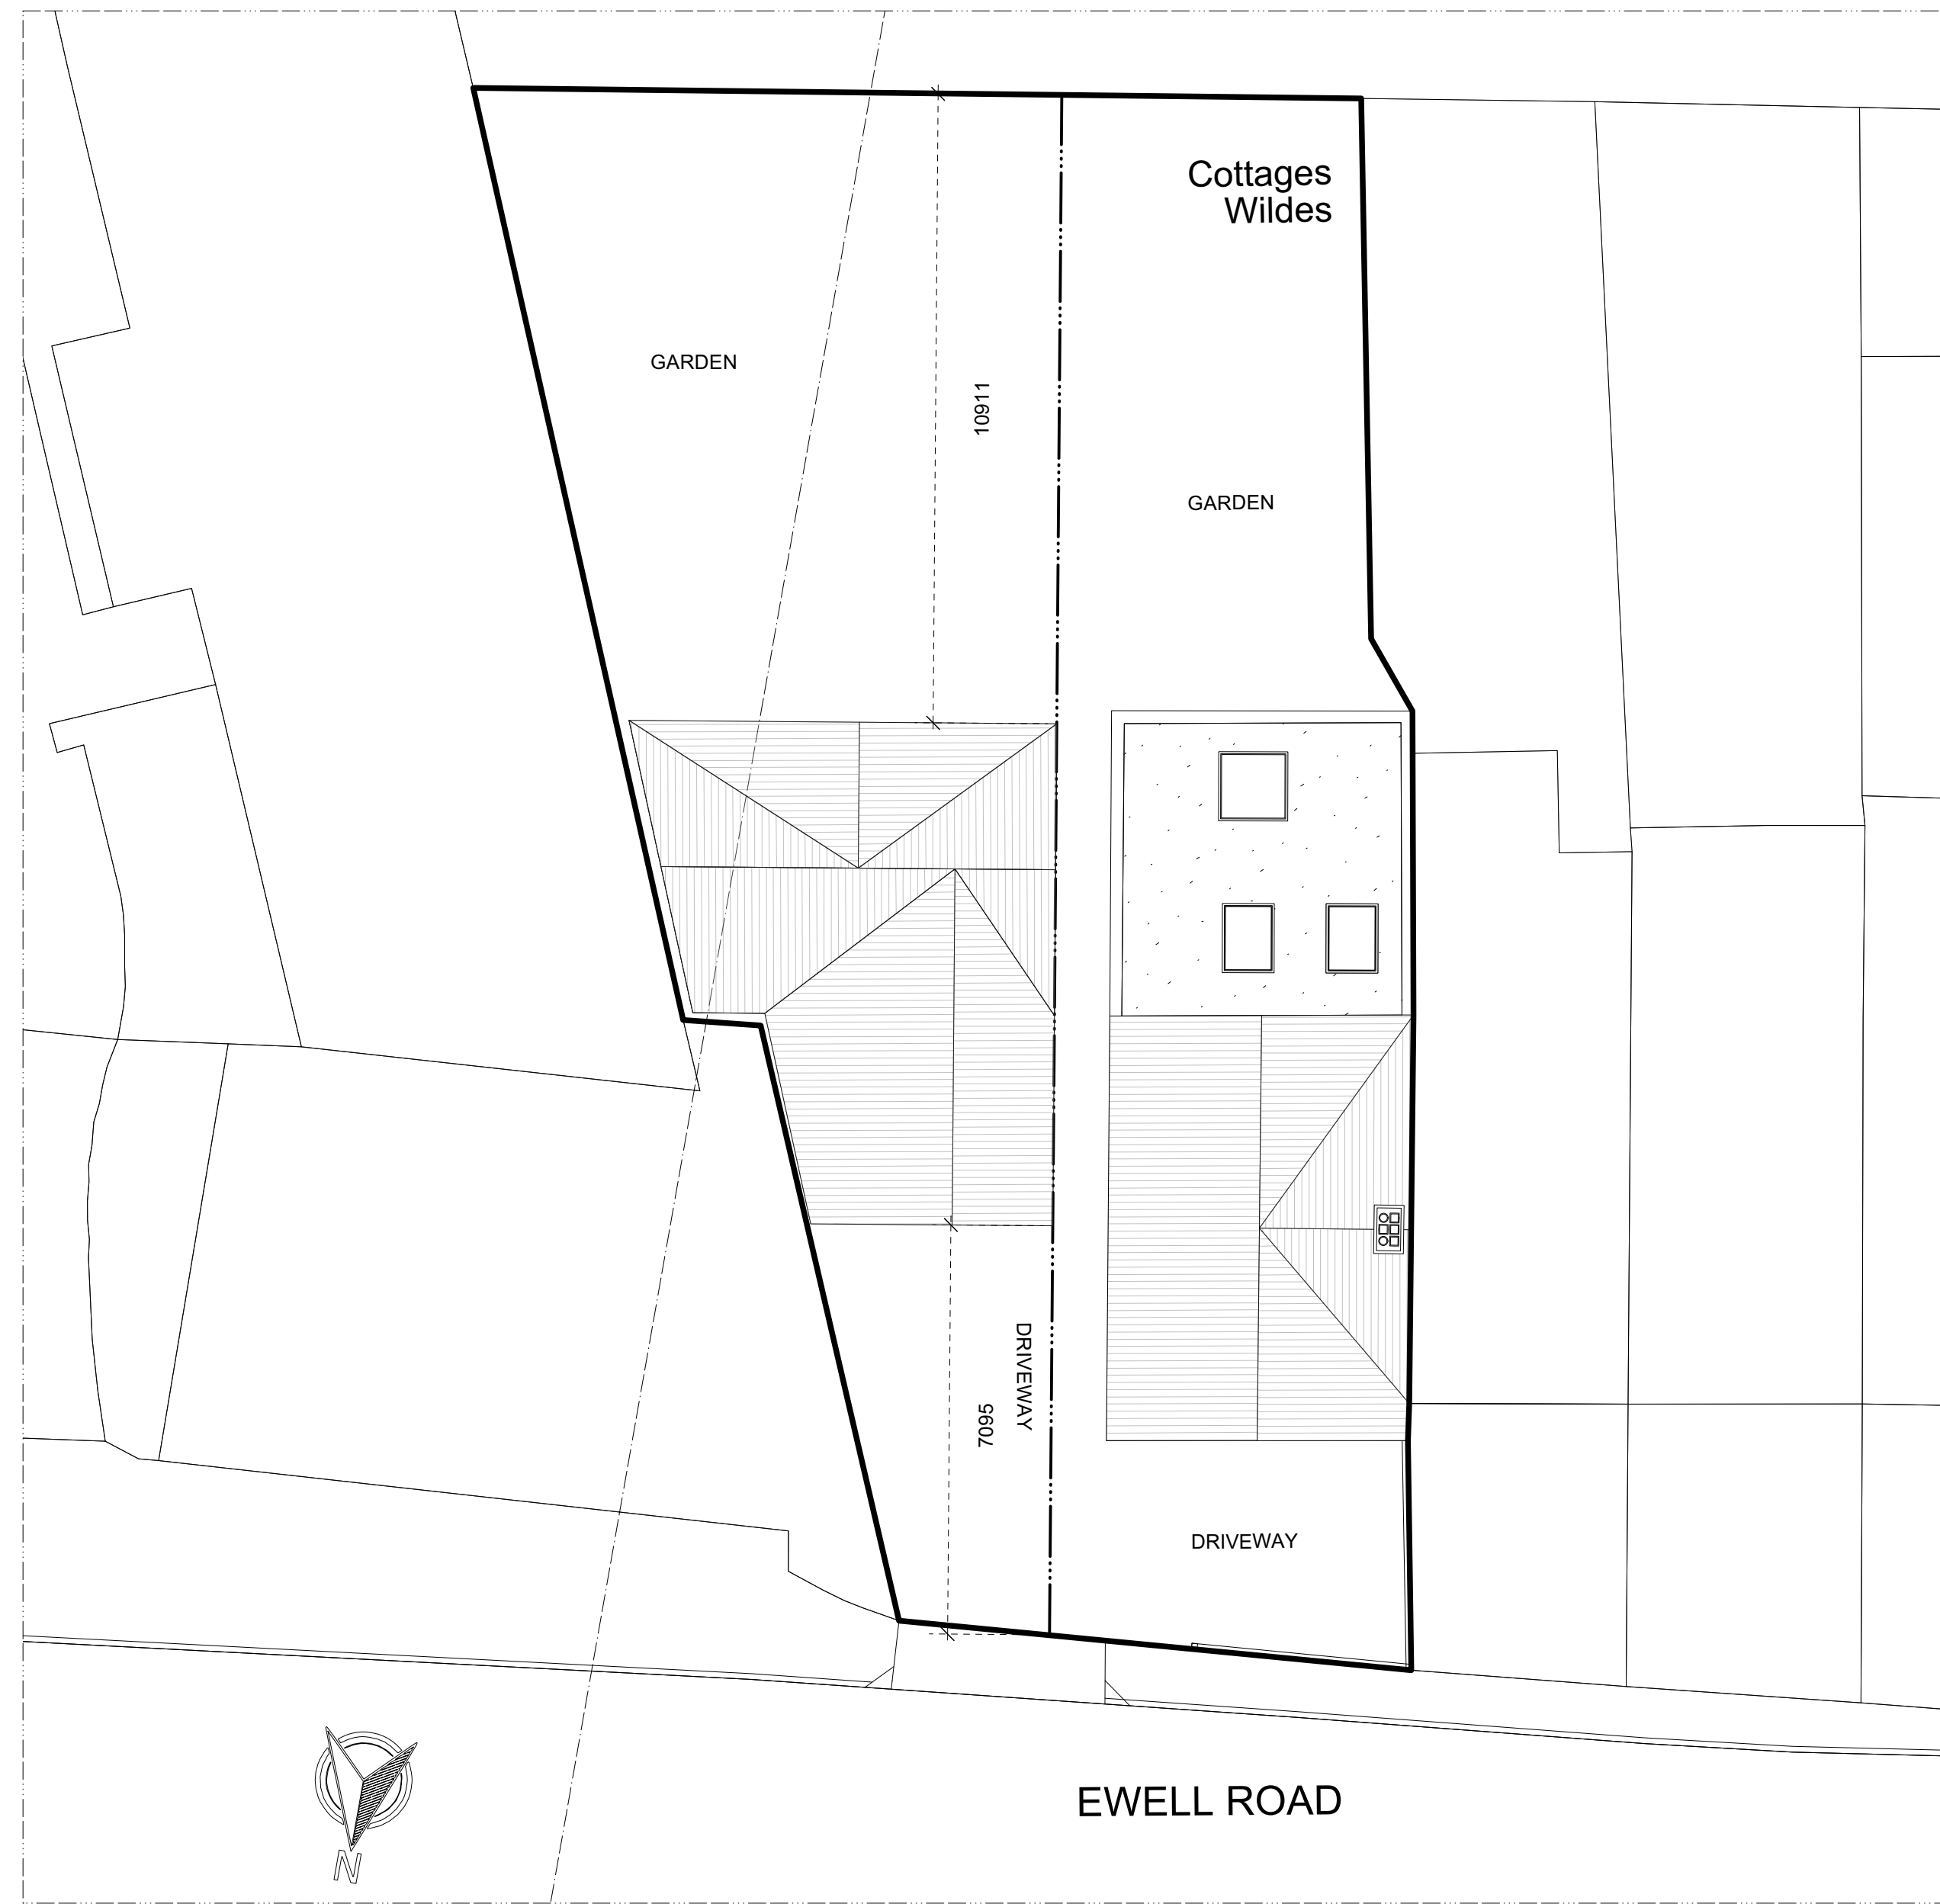 Cottages
Wildes
GARDEN
10911
GARDEN
DRIVEWAY
7095
DRIVEWAY
EWELL ROAD
N